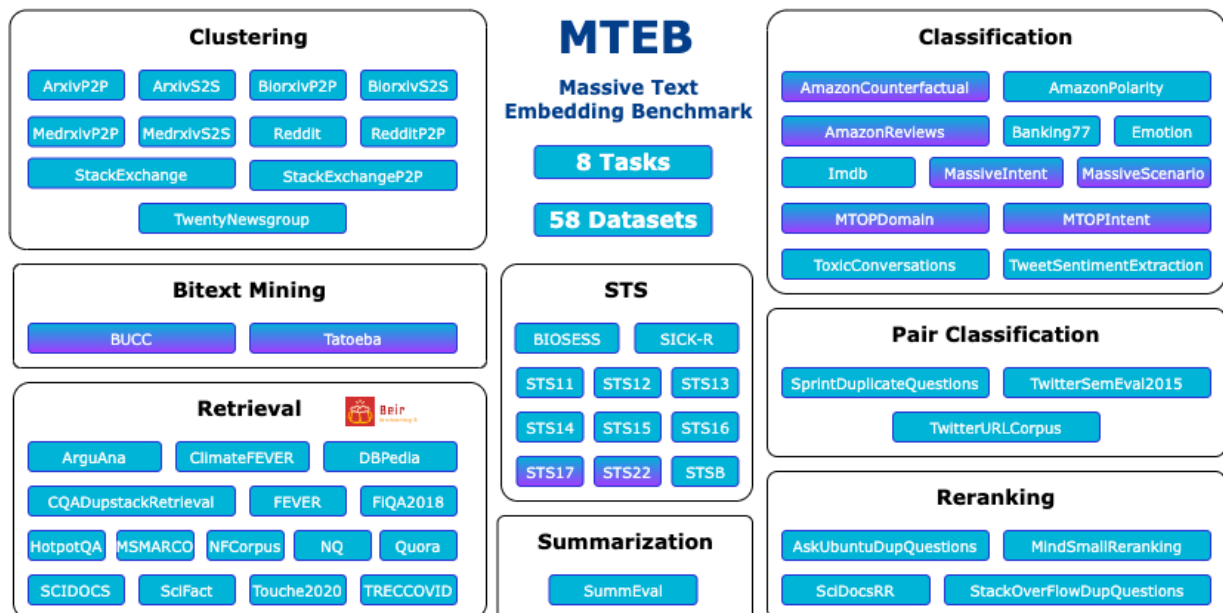 Clustering
ArxivP2P ArxivS2S BiorxivP2P BiorxivS2S
MedrxivP2P MedrxivS2S Reddit RedditP2P
StackExchange StackExchangeP2P
TwentyNewsgroup
MTEB
Massive Text
Embedding Benchmark
8 Tasks
58 Datasets
Classification
AmazonCounterfactual AmazonPolarity
AmazonReviews Banking77 Emotion
Imdb MassiveIntent MassiveScenario
MTOPDomain MTOPIntent
ToxicConversations TweetSentimentExtraction
Bitext Mining
BUCC Tatoeba
STS
BIOSESS SICK-R
STS11 STS12 STS13
STS14 STS15 STS16
STS17 STS22 STSB
Pair Classification
SprintDuplicateQuestions TwitterSemEval2015
TwitterURLCorpus
Retrieval Beir
ArguAna ClimateFEVER DBPedia
CQADupstackRetrieval FEVER FiQA2018
HotpotQA MSMARCO NFCorpus NQ Quora
SCIDOCS SciFact Touche2020 TRECCOVID
Summarization
SummEval
Reranking
AskUbuntuDupQuestions MindSmallReranking
SciDocsRR StackOverFlowDupQuestions